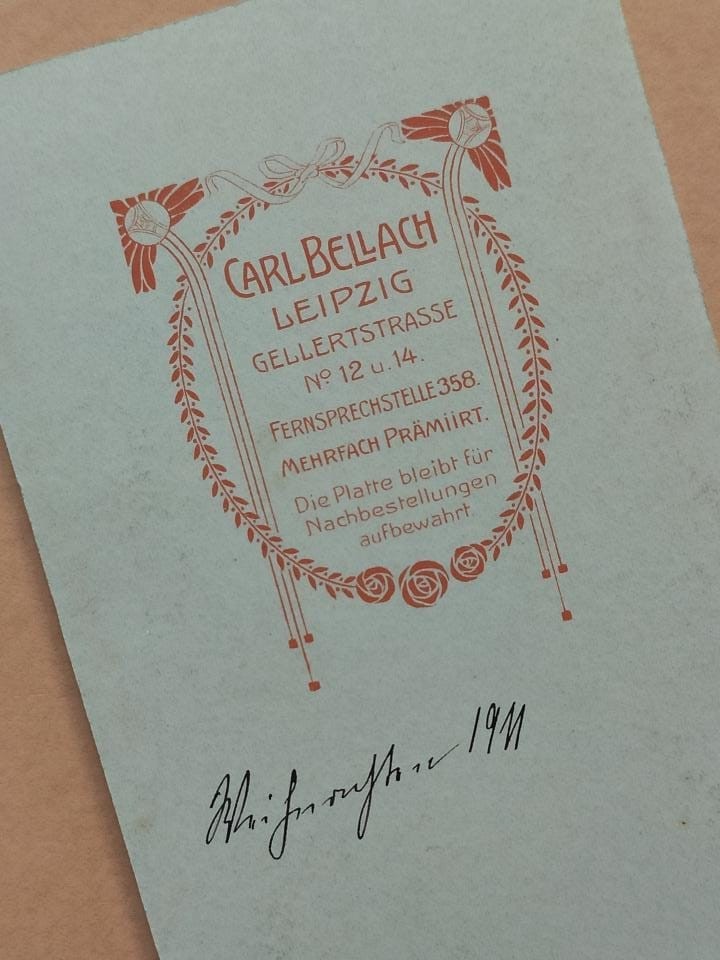 CARL BELLACH
LEIPZIG
GELLERTSTRASSE
No 12 u. 14.
FERNSPRECHSTELLE 358.
MEHRFACH PRÄMIIRT.
Die Platte bleibt für
Nachbestellungen
aufbewahrt.
Weihnachten 1911